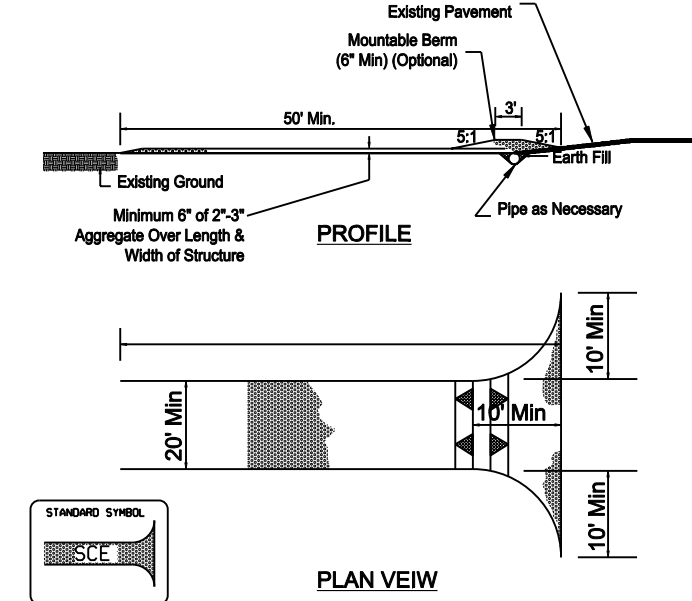 Existing Pavement
Mountable Berm
(6" Min) (Optional)
3'
50' Min.
5:1
5:1
Earth Fill
Existing Ground
Pipe as Necessary
Minimum 6" of 2"-3"
Aggregate Over Length &
Width of Structure
PROFILE
10' Min
20' Min
10' Min
10' Min
STANDARD SYMBOL
SCE
PLAN VEIW